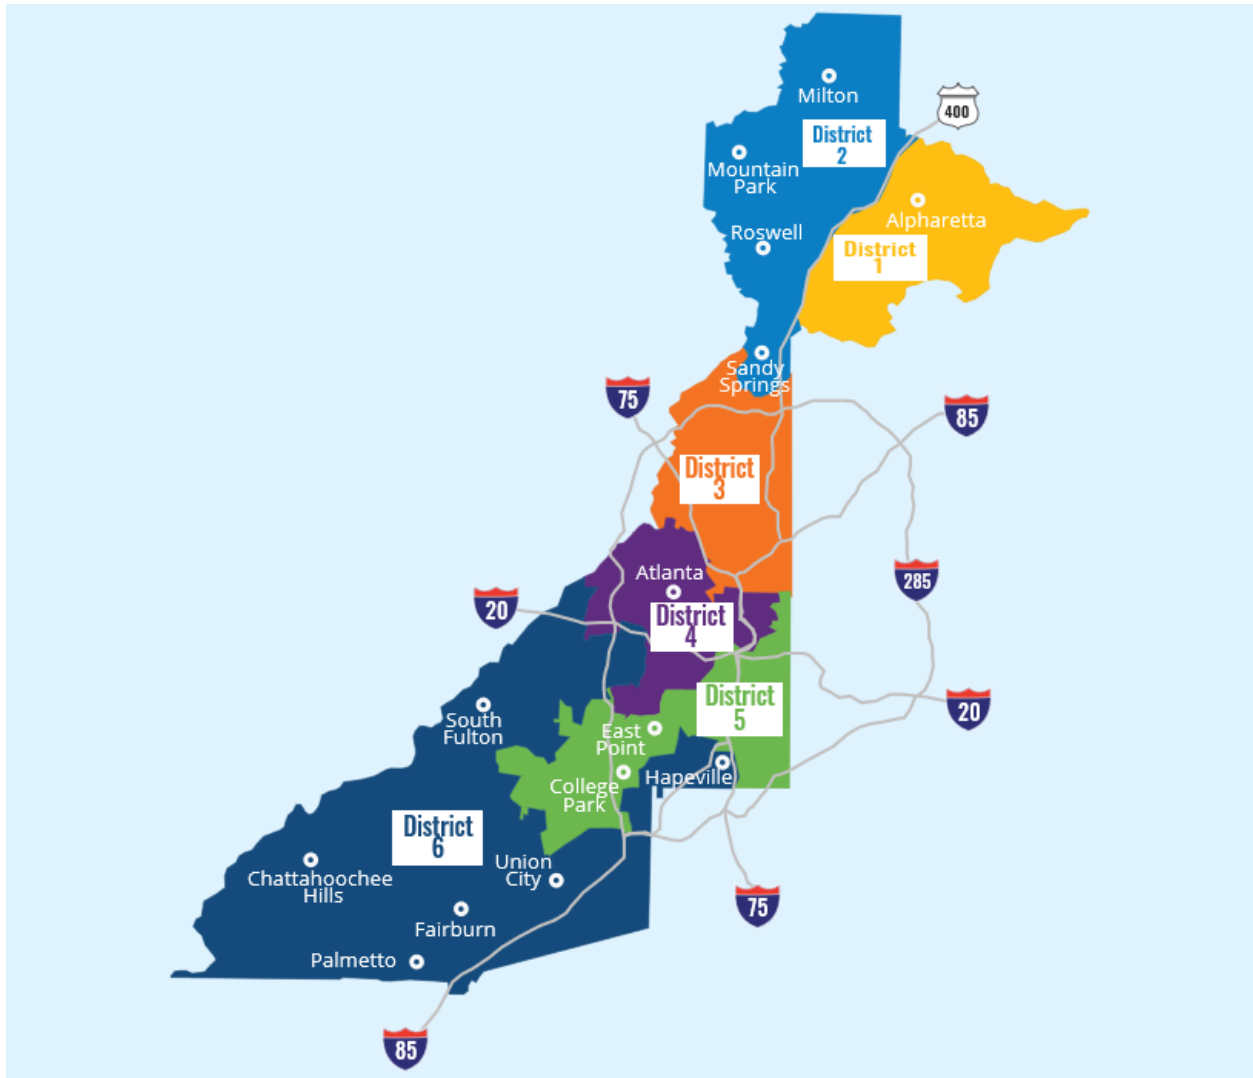 Milton
400
District
2
Mountain
Park
Alpharetta
Roswell
District
1
Sandy
Springs
75
85
District
3
Atlanta
285
20
District
4
District
5
20
South
Fulton
East
Point
Hapeville
College
Park
District
6
Union
City
Chattahoochee
Hills
75
Fairburn
Palmetto
85